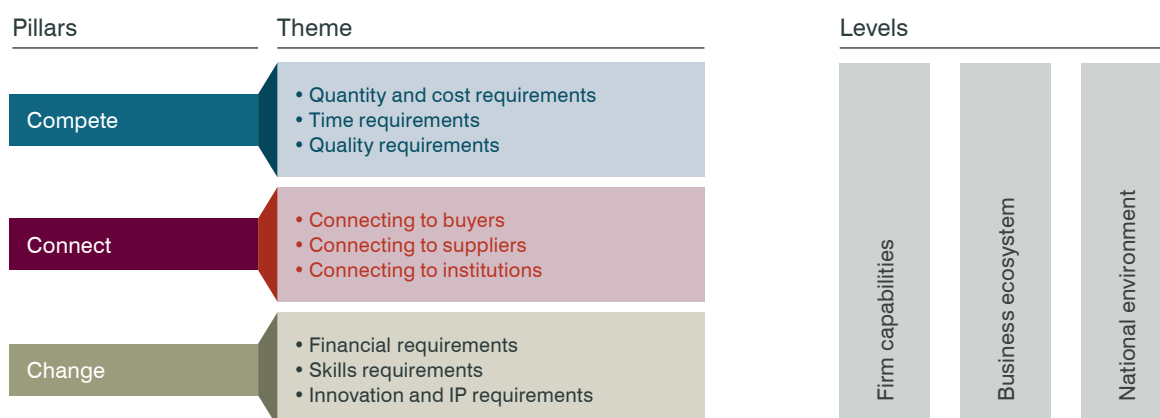 Pillars
Theme
Levels
Compete
• Quantity and cost requirements
• Time requirements
• Quality requirements
Connect
• Connecting to buyers
• Connecting to suppliers
• Connecting to institutions
Change
• Financial requirements
• Skills requirements
• Innovation and IP requirements
Firm capabilities
Business ecosystem
National environment